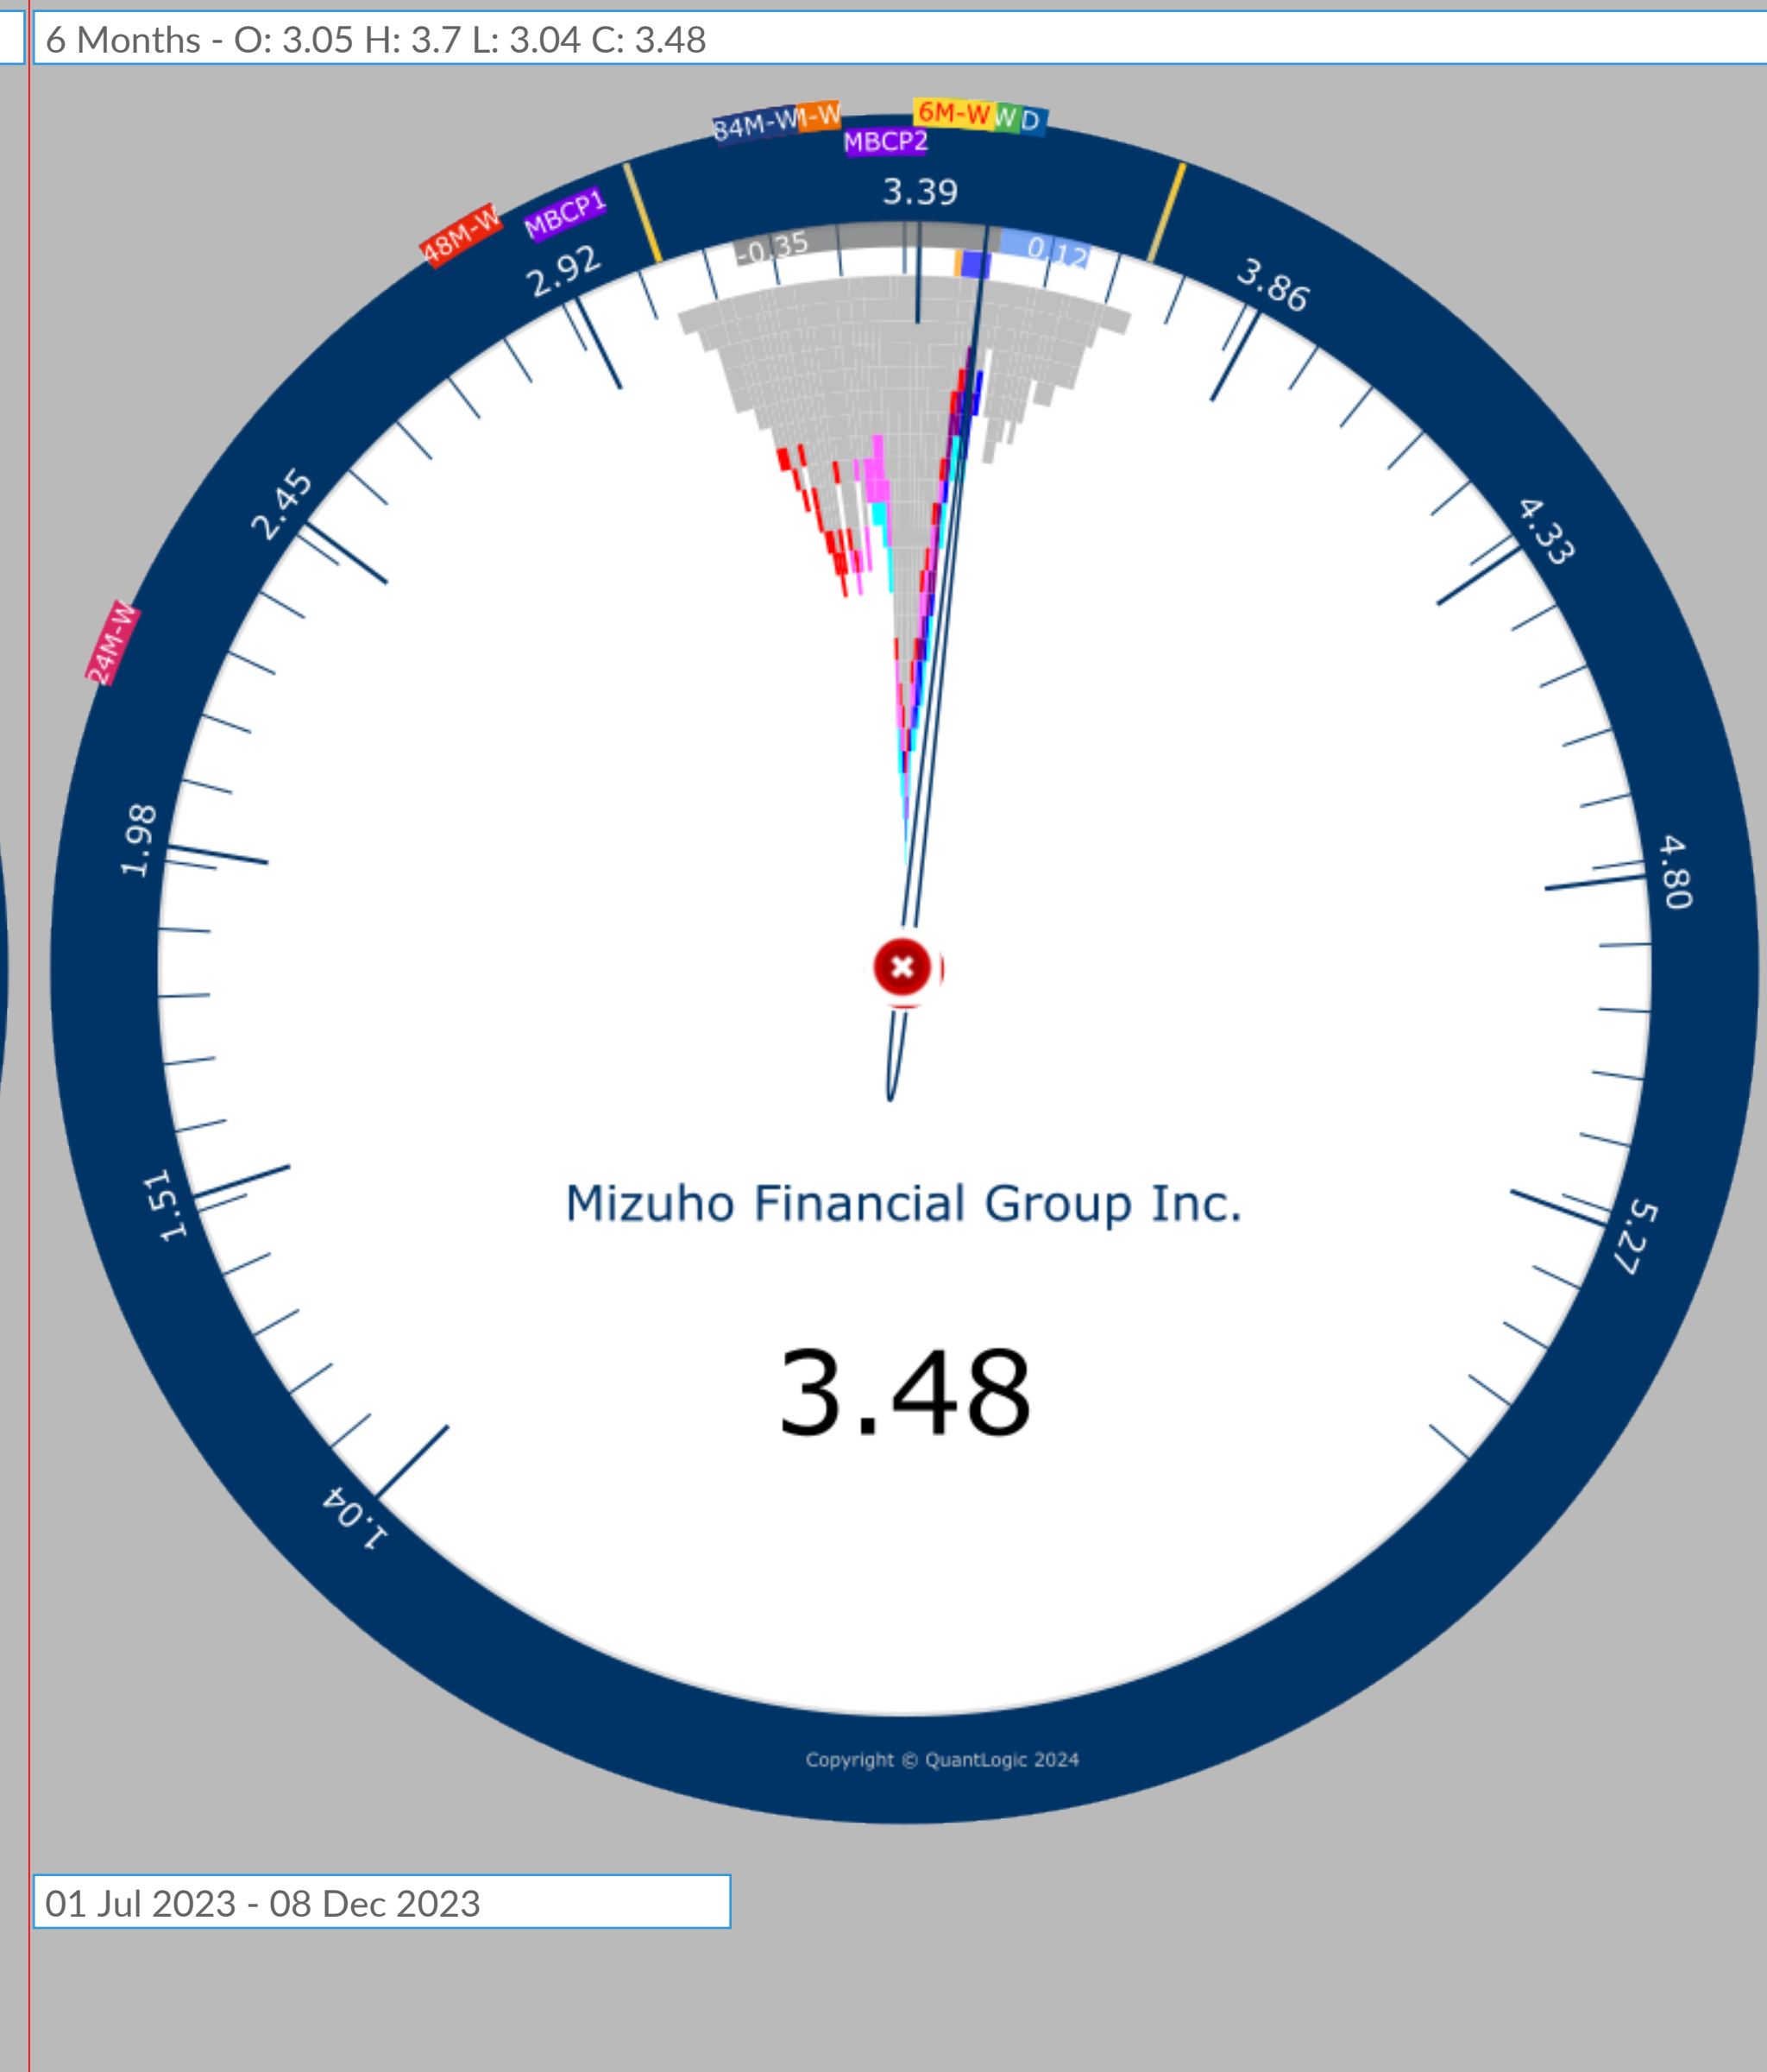 6 Months - O: 3.05 H: 3.7 L: 3.04 C: 3.48
84M-W
-W
6M-W
W
D
MBCP2
MBCP1
48M-W
24M-W
3.39
2.92
3.86
-0.35
0.12
2.45
4.33
1.98
4.80
1.51
5.27
1.04
Mizuho Financial Group Inc.
3.48
Copyright © QuantLogic 2024
01 Jul 2023 - 08 Dec 2023